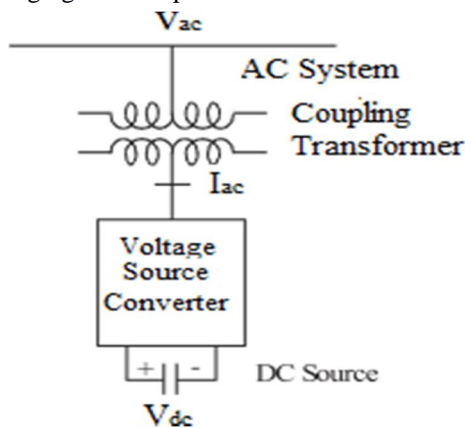 Vac
AC System
Coupling
Transformer
Iac
Voltage
Source
Converter
+ -
DC Source
Vdc